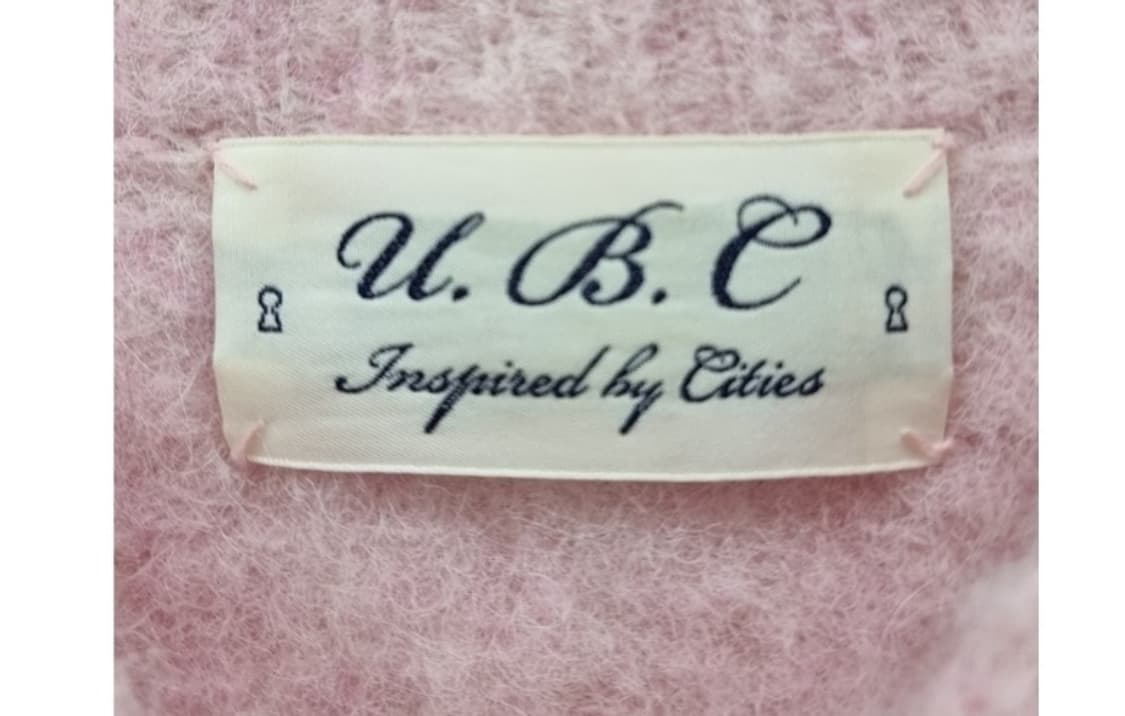 U. B. C
Inspired by Cities